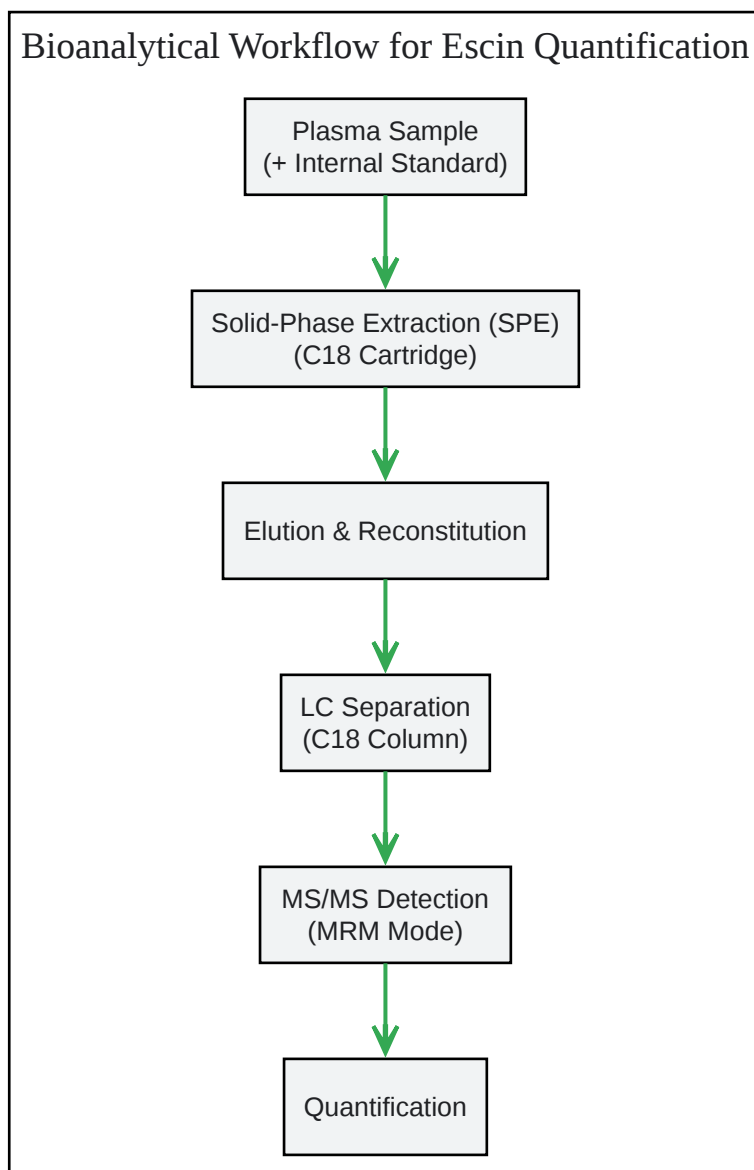 Bioanalytical Workflow for Escin Quantification
Plasma Sample
(+ Internal Standard)
Solid-Phase Extraction (SPE)
(C18 Cartridge)
Elution & Reconstitution
LC Separation
(C18 Column)
MS/MS Detection
(MRM Mode)
Quantification